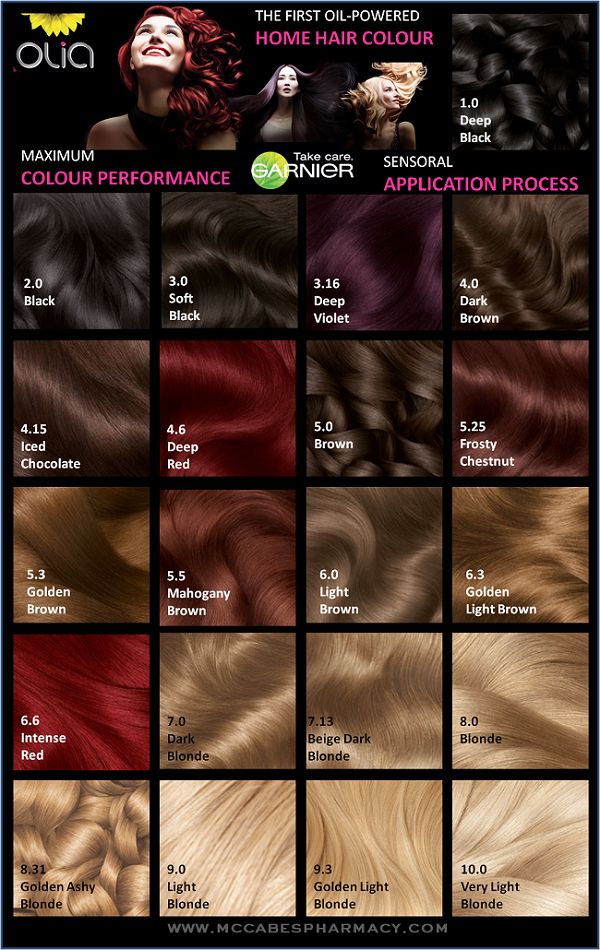 OLIA
THE FIRST OIL-POWERED
HOME HAIR COLOUR
1.0
Deep
Black
MAXIMUM
COLOUR PERFORMANCE
Take care.
GARNIER
SENSORAL
APPLICATION PROCESS
2.0
Black
3.0
Soft
Black
3.16
Deep
Violet
4.0
Dark
Brown
4.15
Iced
Chocolate
4.6
Deep
Red
5.0
Brown
5.25
Frosty
Chestnut
5.3
Golden
Brown
5.5
Mahogany
Brown
6.0
Light
Brown
6.3
Golden
Light Brown
6.6
Intense
Red
7.0
Dark
Blonde
7.13
Beige Dark
Blonde
8.0
Blonde
8.31
Golden Ashy
Blonde
9.0
Light
Blonde
9.3
Golden Light
Blonde
10.0
Very Light
Blonde
WWW.MCCABESPHARMACY.COM